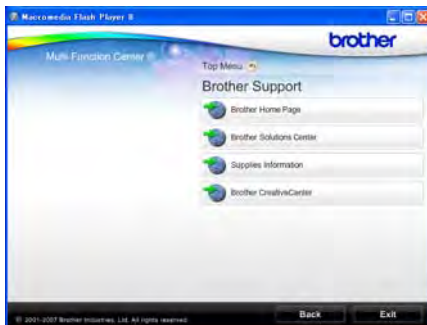 Macromedia Flash Player 8
brother
Multi-Function Center ®
Top Menu
Brother Support
Brother Home Page
Brother Solutions Center
Supplies Information
Brother CreativeCenter
© 2001-2007 Brother Industries, Ltd. All rights reserved.
Back
Exit